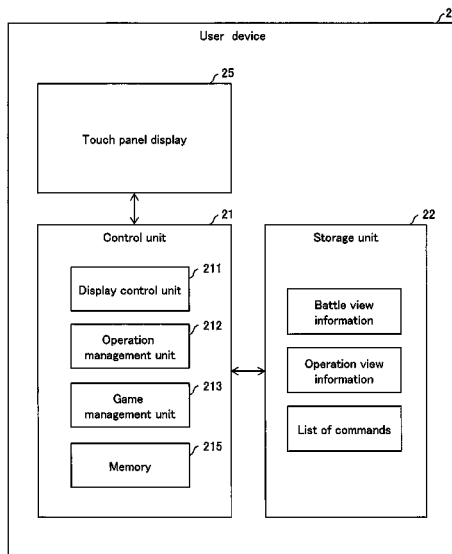 2
User device
25
Touch panel display
21
Control unit
22
Storage unit
211
Display control unit
212
Operation
management unit
213
Game
management unit
215
Memory
Battle view
information
Operation view
information
List of commands